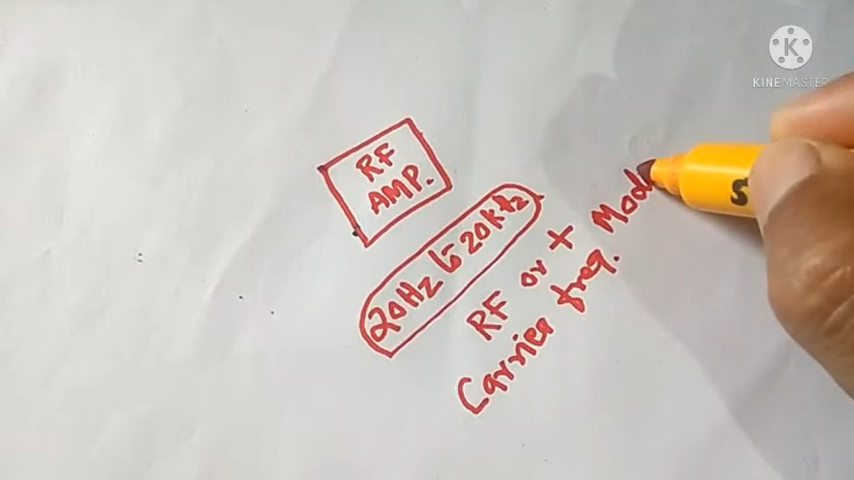 RF
AMP.
20Hz to 20kHz
RF or +
Carrier freq. Mod
KINEMASTER
S